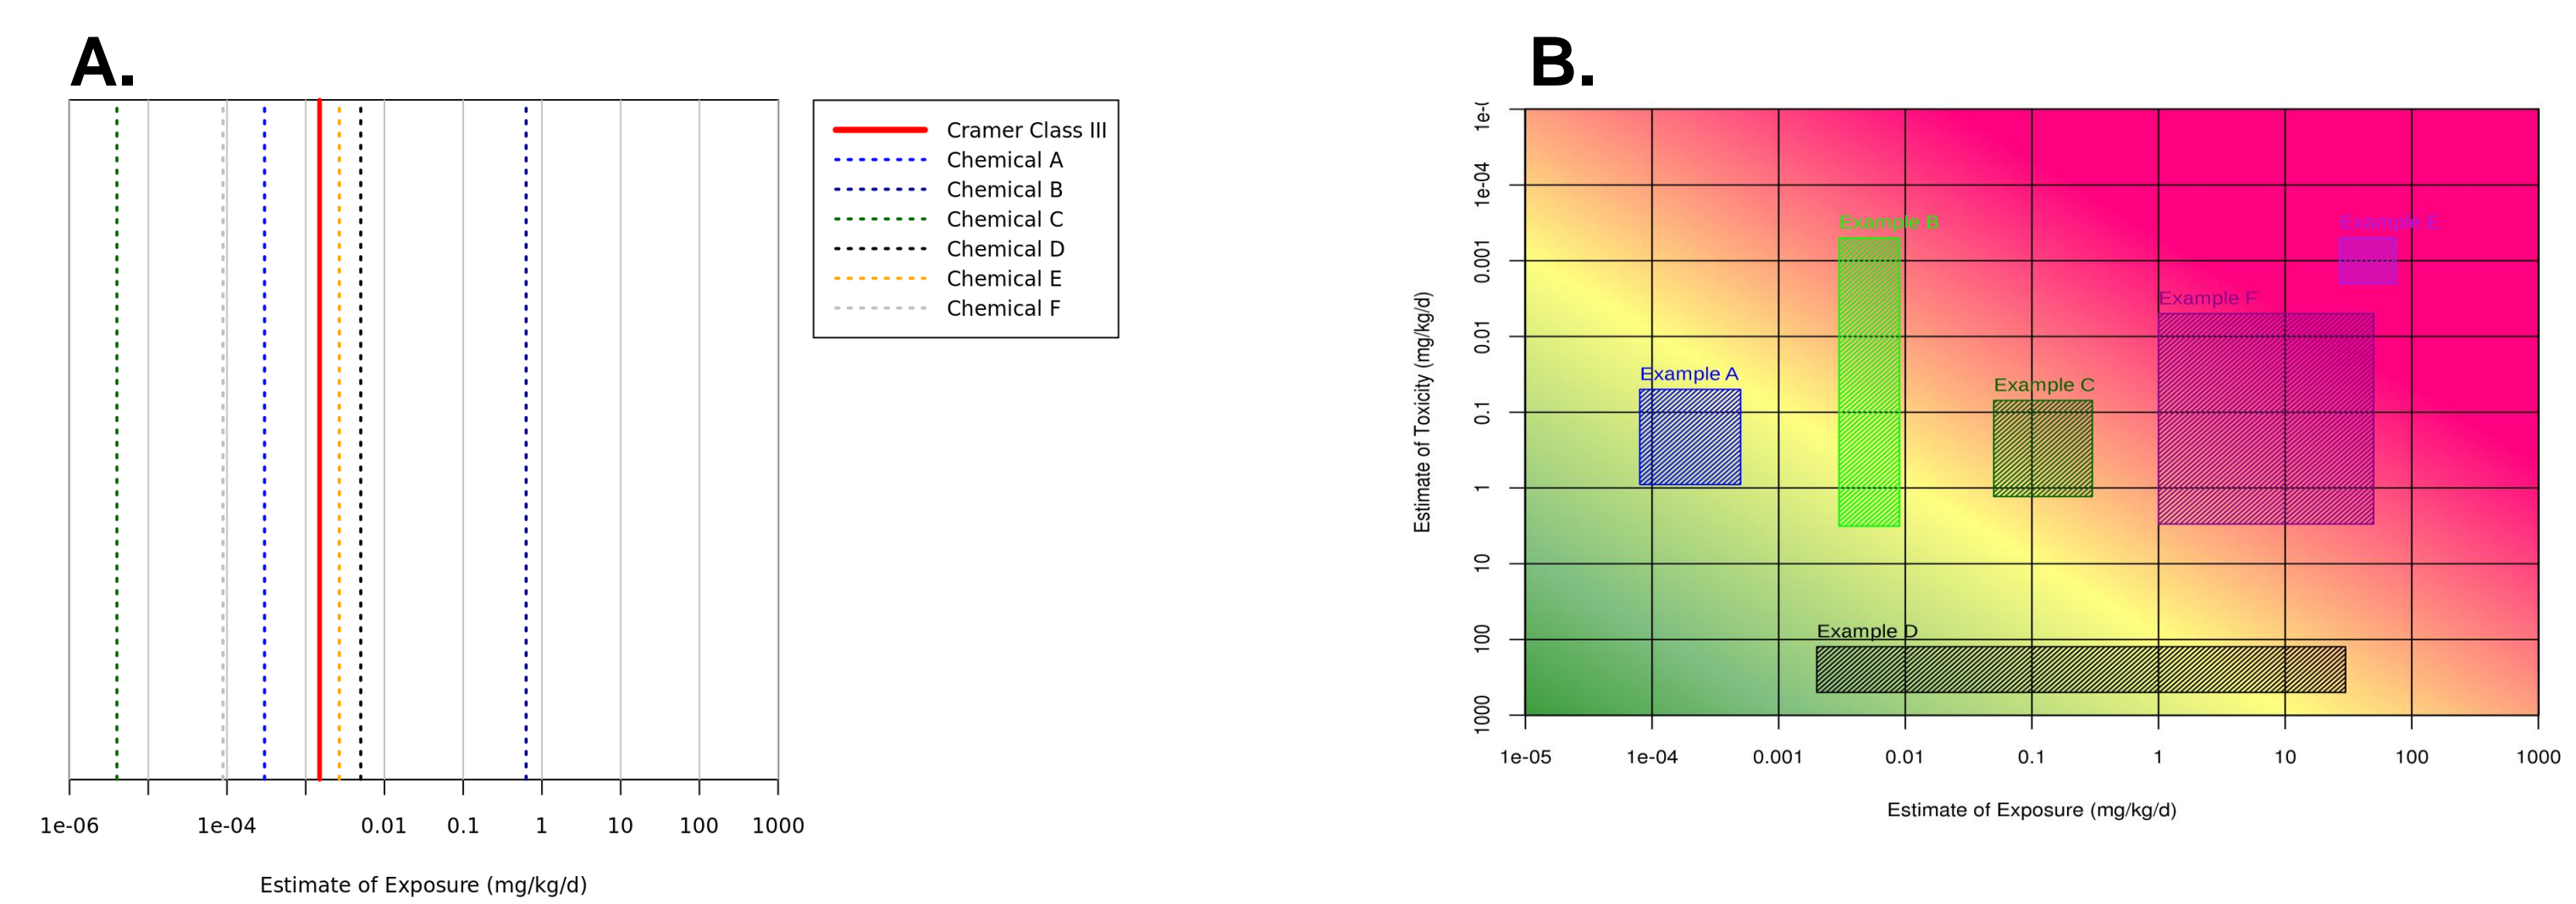 A.
Cramer Class III
Chemical A
Chemical B
Chemical C
Chemical D
Chemical E
Chemical F
1e-06 1e-04 0.01 0.1 1 10 100 1000
Estimate of Exposure (mg/kg/d)
B.
Estimate of Toxicity (mg/kg/d)
1e-(
1e-04
0.001
0.01
0.1
1
10
100
1000
Example B
Example E
Example F
Example A
Example C
Example D
1e-05 1e-04 0.001 0.01 0.1 1 10 100 1000
Estimate of Exposure (mg/kg/d)